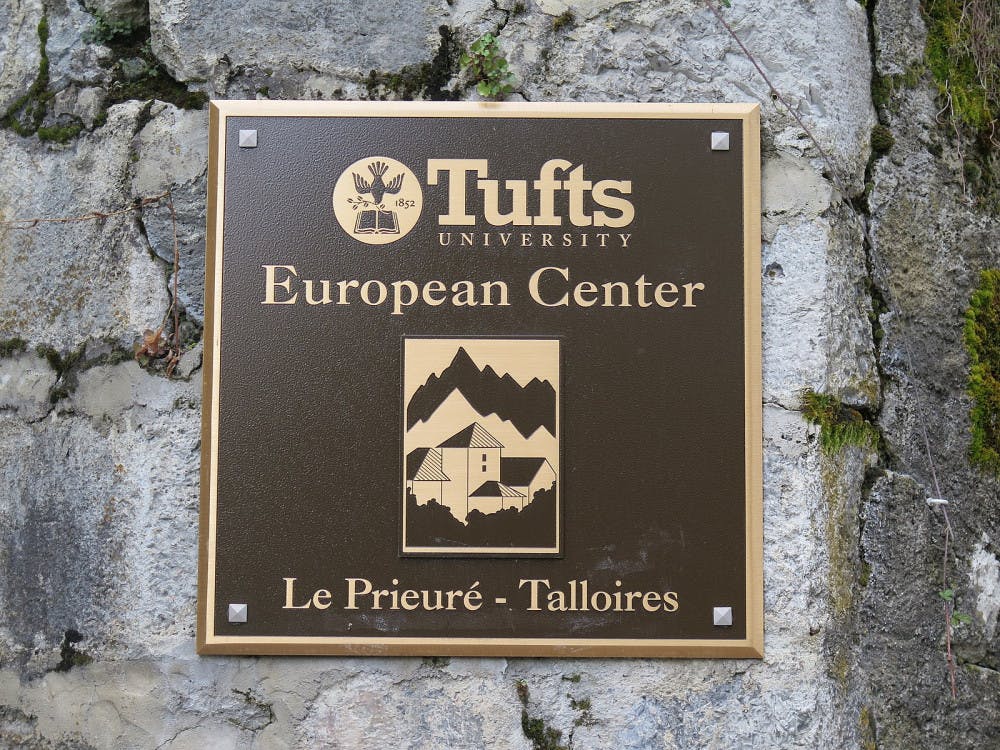 1852
Tufts
UNIVERSITY
European Center
Le Prieuré - Talloires